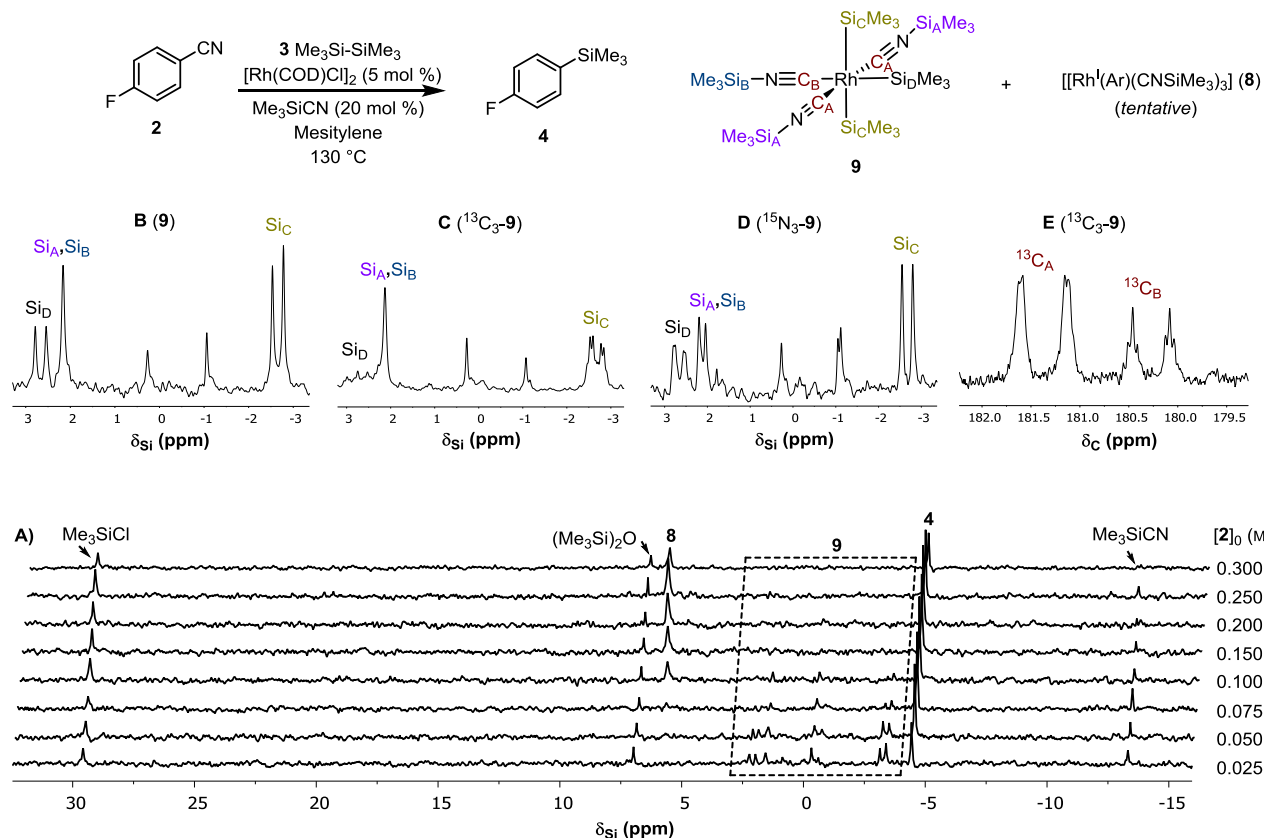 CN
F
2
3 Me3Si-SiMe3
[Rh(COD)Cl]2 (5 mol %)
Me3SiCN (20 mol %)
Mesitylene
130 °C
SiMe3
F
4
SiCMe3
SiAMe3
N
CA
Me3SiB N CB Rh SiDMe3
CA
N
Me3SiA
SiCMe3
9
+
[[RhI(Ar)(CNSiMe3)3] (8)
(tentative)
B (9)
SiC
SiA,SiB
SiD
3 2 1 0 -1 -2 -3
δSi (ppm)
C (13C3-9)
SiA,SiB
SiC
SiD
3 2 1 0 -1 -2 -3
δSi (ppm)
D (15N3-9)
SiC
SiA,SiB
SiD
3 2 1 0 -1 -2 -3
δSi (ppm)
E (13C3-9)
13CA
13CB
182.0 181.5 181.0 180.5 180.0 179.5
δC (ppm)
A)
Me3SiCl
(Me3Si)2O
8
9
4
Me3SiCN
[2]0 (M
0.300
0.250
0.200
0.150
0.100
0.075
0.050
0.025
30 25 20 15 10 5 0 -5 -10 -15
δSi (ppm)